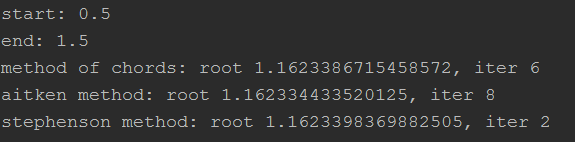 start: 0.5
end: 1.5
method of chords: root 1.1623386715458572, iter 6
aitken method: root 1.162334433520125, iter 8
stephenson method: root 1.1623398369882505, iter 2